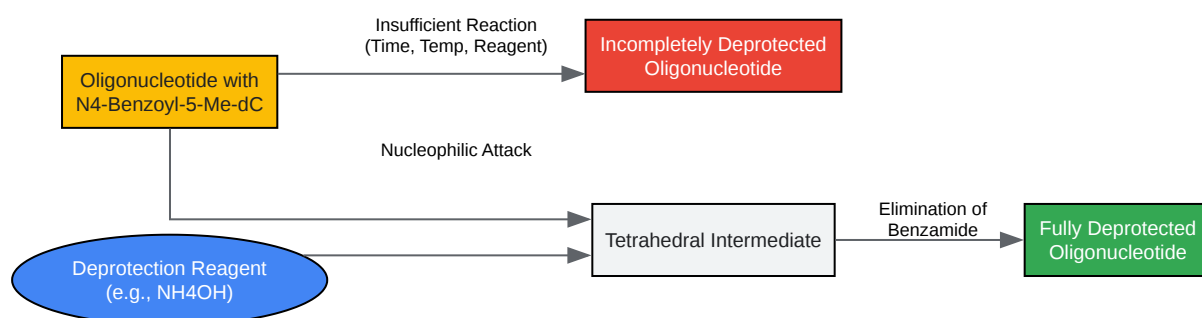 Insufficient Reaction
(Time, Temp, Reagent)
Incompletely Deprotected
Oligonucleotide
Oligonucleotide with
N4-Benzoyl-5-Me-dC
Nucleophilic Attack
Elimination of
Benzamide
Tetrahedral Intermediate
Fully Deprotected
Oligonucleotide
Deprotection Reagent
(e.g., NH4OH)